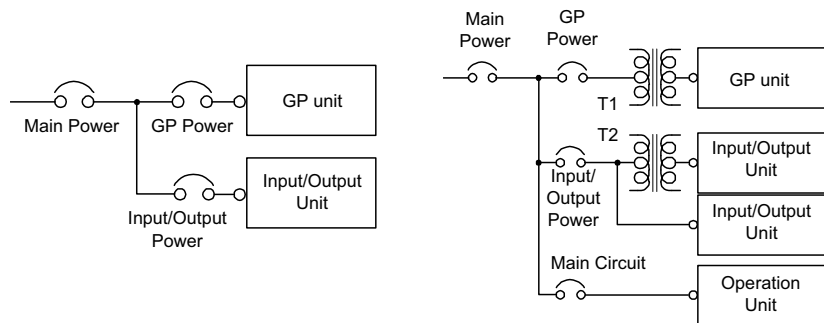 GP unit
Main Power
GP Power
Input/Output
Unit
Input/Output
Power
Main
Power
GP
Power
GP unit
T1
T2
Input/Output
Unit
Input/
Output
Power
Input/Output
Unit
Main Circuit
Operation
Unit